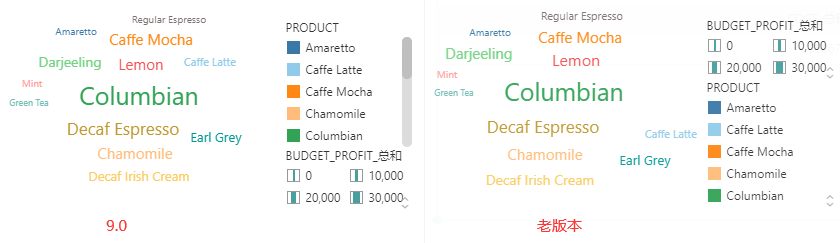 Regular Espresso
Amaretto
Caffe Mocha
Darjeeling
Lemon
Caffe Latte
Mint
Columbian
Green Tea
Decaf Espresso
Earl Grey
Chamomile
Decaf Irish Cream
PRODUCT
Amaretto
Caffe Latte
Caffe Mocha
Chamomile
Columbian
BUDGET_PROFIT_总和
0 10,000
20,000 30,000
9.0
Regular Espresso
Amaretto
Caffe Mocha
Darjeeling
Lemon
Mint
Columbian
Green Tea
Decaf Espresso
Caffe Latte
Chamomile
Earl Grey
Decaf Irish Cream
BUDGET_PROFIT_总和
0 10,000
20,000 30,000
PRODUCT
Amaretto
Caffe Latte
Caffe Mocha
Chamomile
Columbian
老版本